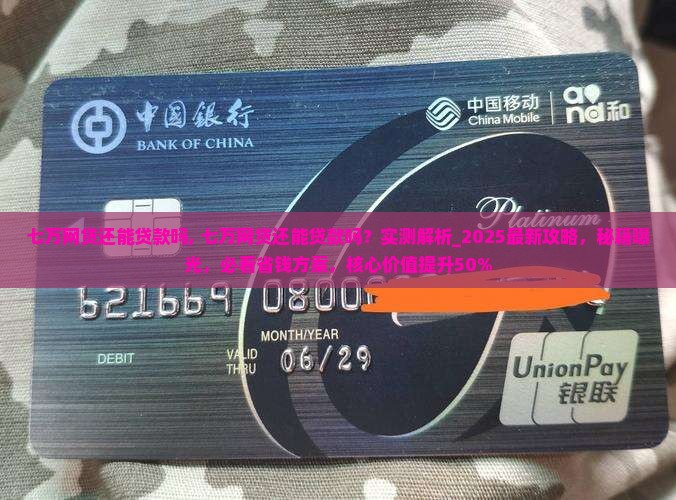 中国銀行
BANK OF CHINA
中国移动
China Mobile
and和
Platinum
七万网贷还能贷款吗, 七万网贷还能贷款吗？实测解析_2025最新攻略，秘籍曝
光，必看省钱方案，核心价值提升50%
621669 0800
MONTH/YEAR
DEBIT
VALID
THRU
06/29
UnionPay
银联